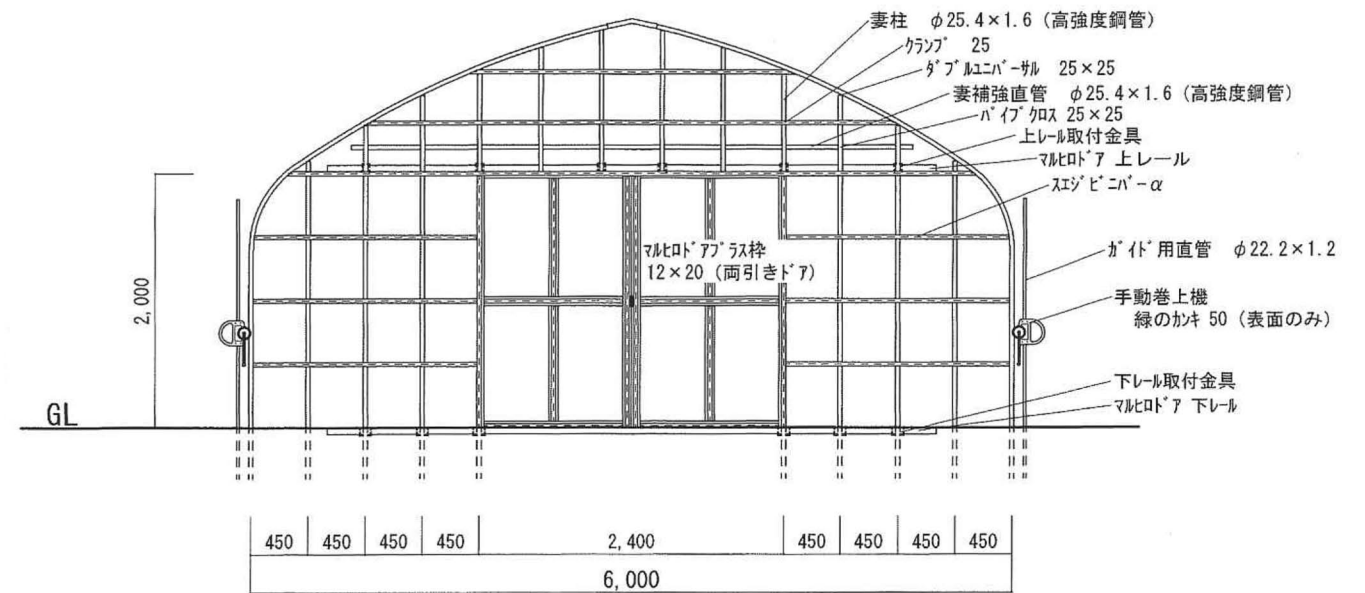 妻柱 φ25.4×1.6 (高強度鋼管)
クランプ 25
ダブルユニバーサル 25×25
妻補強直管 φ25.4×1.6 (高強度鋼管)
パイプクロス 25×25
上レール取付金具
マルヒロドア 上レール
スエジビニバーα
マルヒロドアプラス枠
12×20 (両引きドア)
ガイド用直管 φ22.2×1.2
手動巻上機
緑のカンキ 50 (表面のみ)
2,000
下レール取付金具
マルヒロドア 下レール
GL
450 450 450 450 2,400 450 450 450 450
6,000